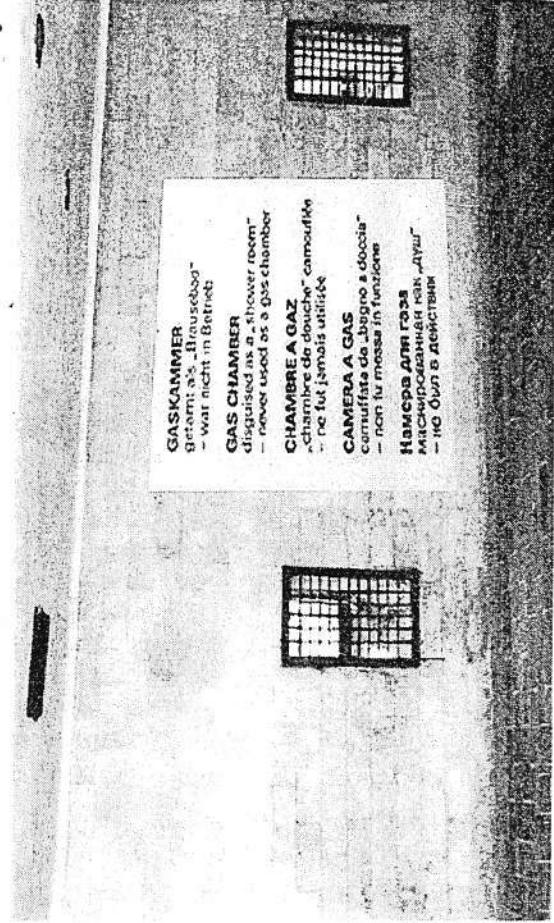 GASKAMMER
getarnt als „Brausebad“
– war nicht in Betrieb
GAS CHAMBER
disguised as a „shower room“
– never used as a gas chamber
CHAMBRE A GAZ
„chambre de douche“ camouflée
– ne fut jamais utilisée
CAMERA A GAS
camuffata da „bagno a doccia“
– non fu messa in funzione
Камера для газа
маскированная как „душ“
– не был в действии